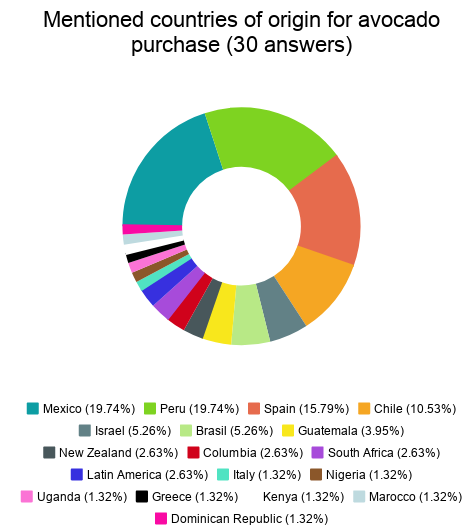 Mentioned countries of origin for avocado
purchase (30 answers)
Mexico (19.74%) Peru (19.74%) Spain (15.79%) Chile (10.53%)
Israel (5.26%) Brasil (5.26%) Guatemala (3.95%)
New Zealand (2.63%) Columbia (2.63%) South Africa (2.63%)
Latin America (2.63%) Italy (1.32%) Nigeria (1.32%)
Uganda (1.32%) Greece (1.32%) Kenya (1.32%) Marocco (1.32%)
Dominican Republic (1.32%)